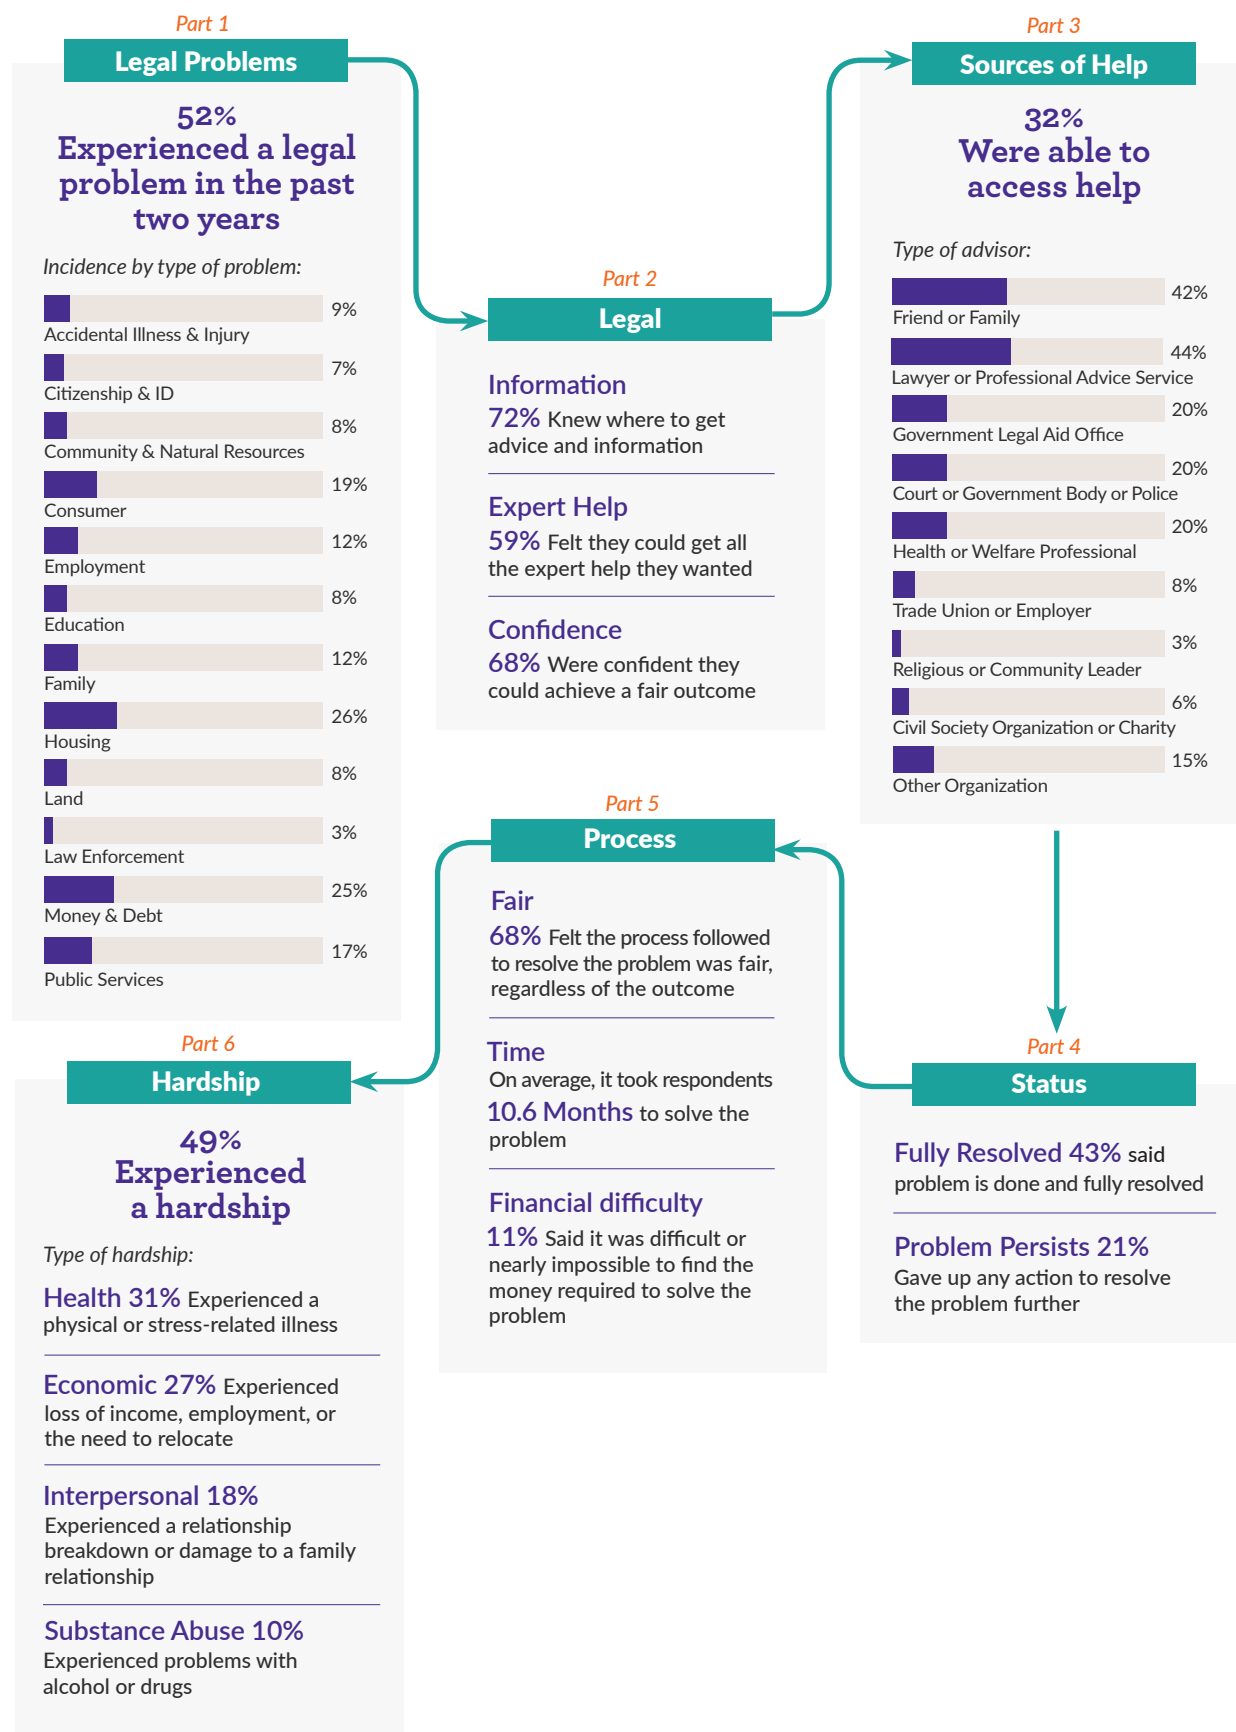 Part 1
Legal Problems
52%
Experienced a legal
problem in the past
two years
Incidence by type of problem:
9%
Accidental Illness & Injury
7%
Citizenship & ID
8%
Community & Natural Resources
19%
Consumer
12%
Employment
8%
Education
12%
Family
26%
Housing
8%
Land
3%
Law Enforcement
25%
Money & Debt
17%
Public Services
Part 2
Legal
Information
72% Knew where to get
advice and information
Expert Help
59% Felt they could get all
the expert help they wanted
Confidence
68% Were confident they
could achieve a fair outcome
Part 3
Sources of Help
32%
Were able to
access help
Type of advisor:
42%
Friend or Family
44%
Lawyer or Professional Advice Service
20%
Government Legal Aid Office
20%
Court or Government Body or Police
20%
Health or Welfare Professional
8%
Trade Union or Employer
3%
Religious or Community Leader
6%
Civil Society Organization or Charity
15%
Other Organization
Part 4
Status
Fully Resolved 43% said
problem is done and fully resolved
Problem Persists 21%
Gave up any action to resolve
the problem further
Part 5
Process
Fair
68% Felt the process followed
to resolve the problem was fair,
regardless of the outcome
Time
On average, it took respondents
10.6 Months to solve the
problem
Financial difficulty
11% Said it was difficult or
nearly impossible to find the
money required to solve the
problem
Part 6
Hardship
49%
Experienced
a hardship
Type of hardship:
Health 31% Experienced a
physical or stress-related illness
Economic 27% Experienced
loss of income, employment, or
the need to relocate
Interpersonal 18%
Experienced a relationship
breakdown or damage to a family
relationship
Substance Abuse 10%
Experienced problems with
alcohol or drugs